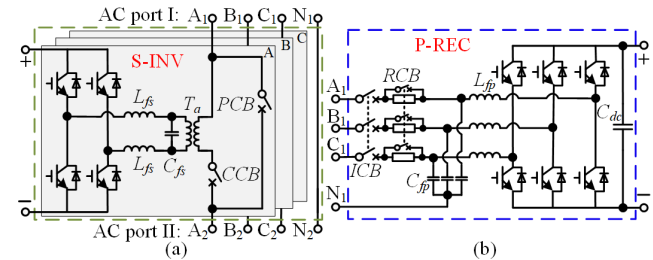 AC port I: A1 B1 C1 N1
S-INV
A B C
+
Lfs
Ta
PCB
Lfs
Cfs
CCB
−
AC port II: A2 B2 C2 N2
(a)
P-REC
+
RCB
Lfp
A1
Cdc
B1
C1
ICB
Cfp
N1
−
(b)